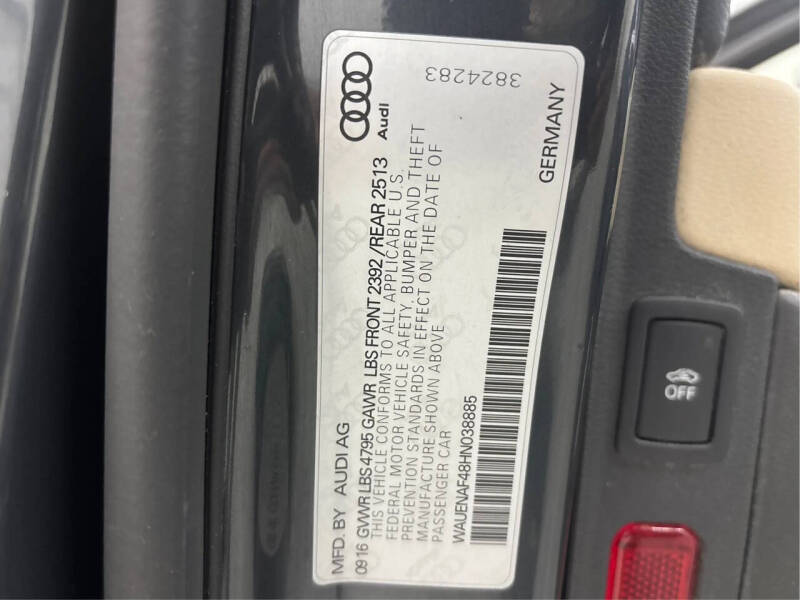 3824283
Audi
MFD. BY AUDI AG
0916 GVWR LBS 4795 GAWR LBS FRONT 2392 / REAR 2513
THIS VEHICLE CONFORMS TO ALL APPLICABLE U.S.
FEDERAL MOTOR VEHICLE SAFETY, BUMPER AND THEFT
PREVENTION STANDARDS IN EFFECT ON THE DATE OF
MANUFACTURE SHOWN ABOVE
PASSENGER CAR
WAUENAF48HN038885
GERMANY
OFF